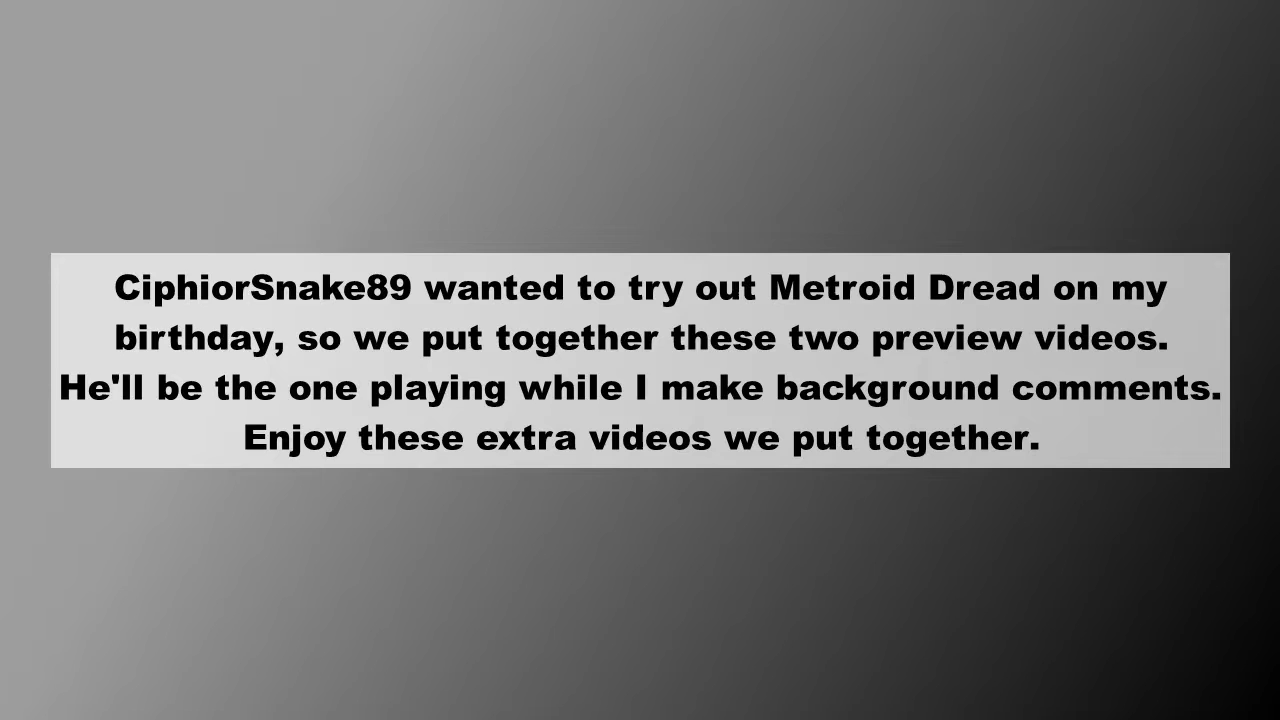 CiphiorSnake89 wanted to try out Metroid Dread on my
birthday, so we put together these two preview videos.
He'll be the one playing while I make background comments.
Enjoy these extra videos we put together.